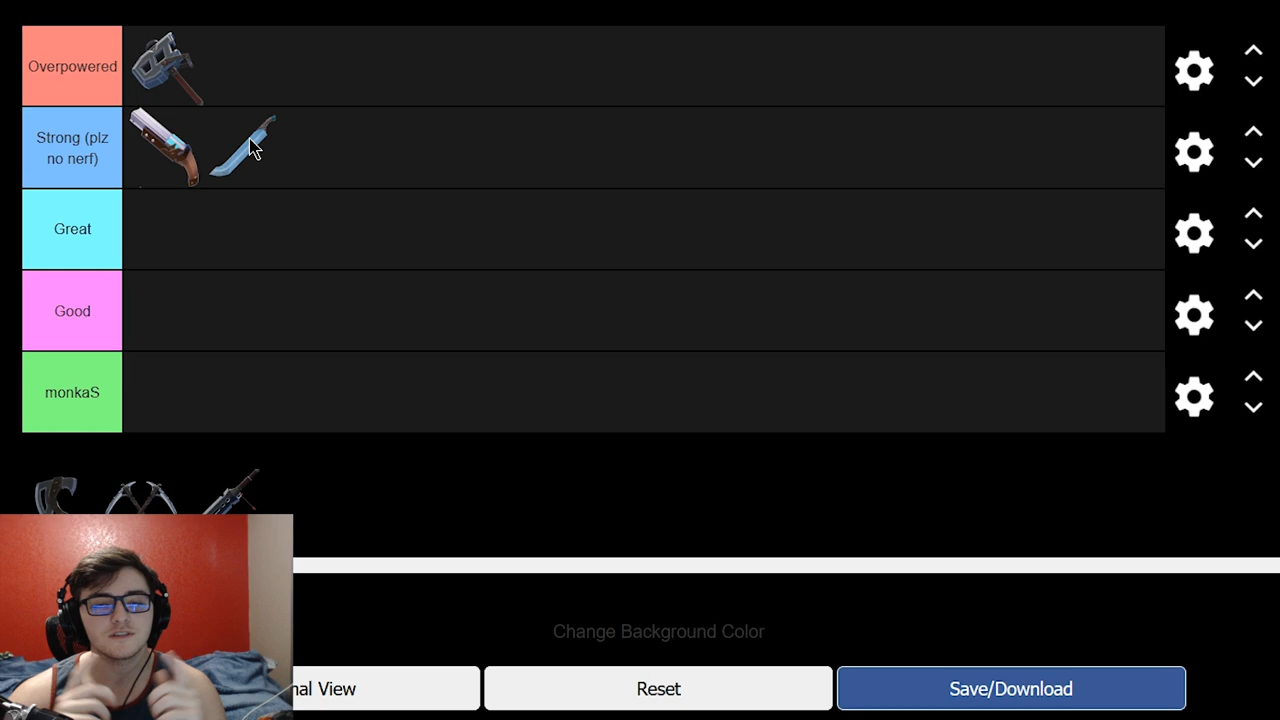 Overpowered
Strong (plz
no nerf)
Great
Good
monkaS
Change Background Color
nal View
Reset
Save/Download